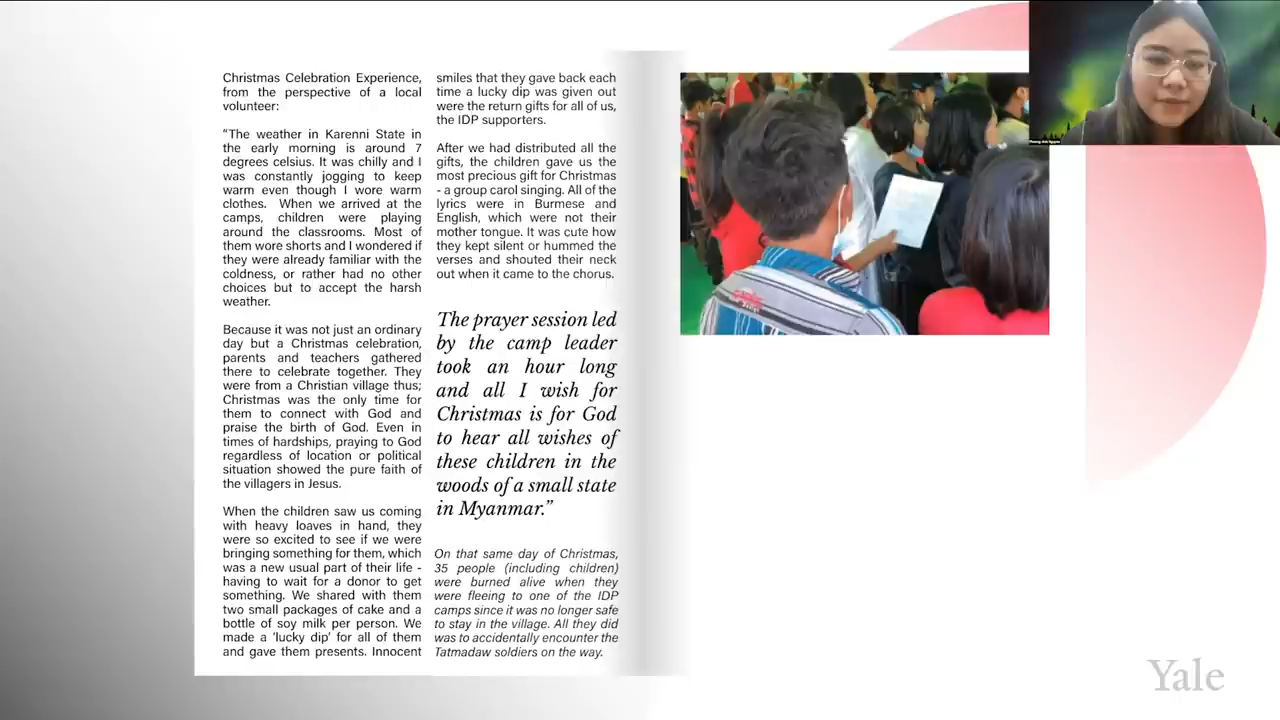 Christmas Celebration Experience,
from the perspective of a local
volunteer:
“The weather in Karenni State in
the early morning is around 7
degrees celsius. It was chilly and I
was constantly jogging to keep
warm even though I wore warm
clothes. When we arrived at the
camps, children were playing
around the classrooms. Most of
them wore shorts and I wondered if
they were already familiar with the
coldness, or rather had no other
choices but to accept the harsh
weather.
Because it was not just an ordinary
day but a Christmas celebration,
parents and teachers gathered
there to celebrate together. They
were from a Christian village thus;
Christmas was the only time for
them to connect with God and
praise the birth of God. Even in
times of hardships, praying to God
regardless of location or political
situation showed the pure faith of
the villagers in Jesus.
When the children saw us coming
with heavy loaves in hand, they
were so excited to see if we were
bringing something for them, which
was a new usual part of their life -
having to wait for a donor to get
something. We shared with them
two small packages of cake and a
bottle of soy milk per person. We
made a ‘lucky dip’ for all of them
and gave them presents. Innocent
smiles that they gave back each
time a lucky dip was given out
were the return gifts for all of us,
the IDP supporters.
After we had distributed all the
gifts, the children gave us the
most precious gift for Christmas
- a group carol singing. All of the
lyrics were in Burmese and
English, which were not their
mother tongue. It was cute how
they kept silent or hummed the
verses and shouted their neck
out when it came to the chorus.
The prayer session led
by the camp leader
took an hour long
and all I wish for
Christmas is for God
to hear all wishes of
these children in the
woods of a small state
in Myanmar.”
On that same day of Christmas,
35 people (including children)
were burned alive when they
were fleeing to one of the IDP
camps since it was no longer safe
to stay in the village. All they did
was to accidentally encounter the
Tatmadaw soldiers on the way.
Yale